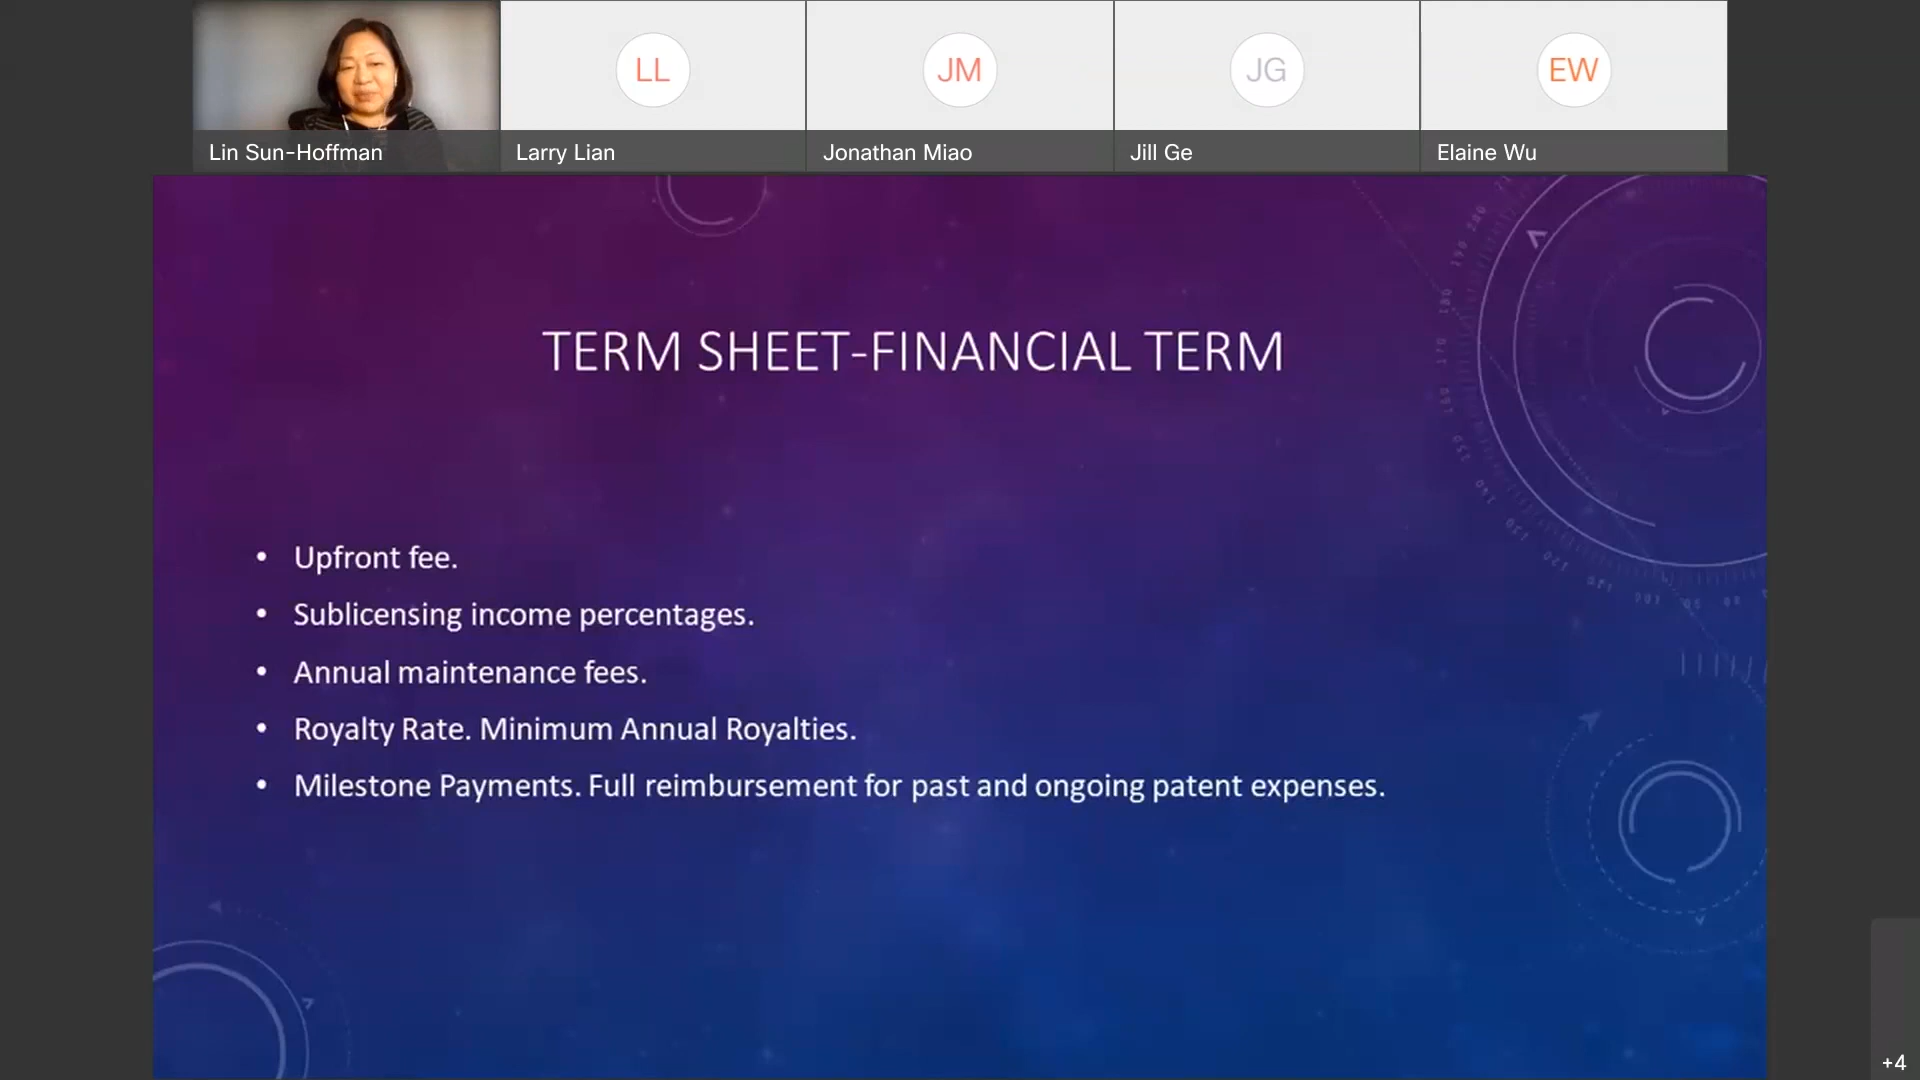 LL
JM
JG
EW
Lin Sun-Hoffman
Larry Lian
Jonathan Miao
Jill Ge
Elaine Wu
TERM SHEET-FINANCIAL TERM
• Upfront fee.
• Sublicensing income percentages.
• Annual maintenance fees.
• Royalty Rate. Minimum Annual Royalties.
• Milestone Payments. Full reimbursement for past and ongoing patent expenses.
+4